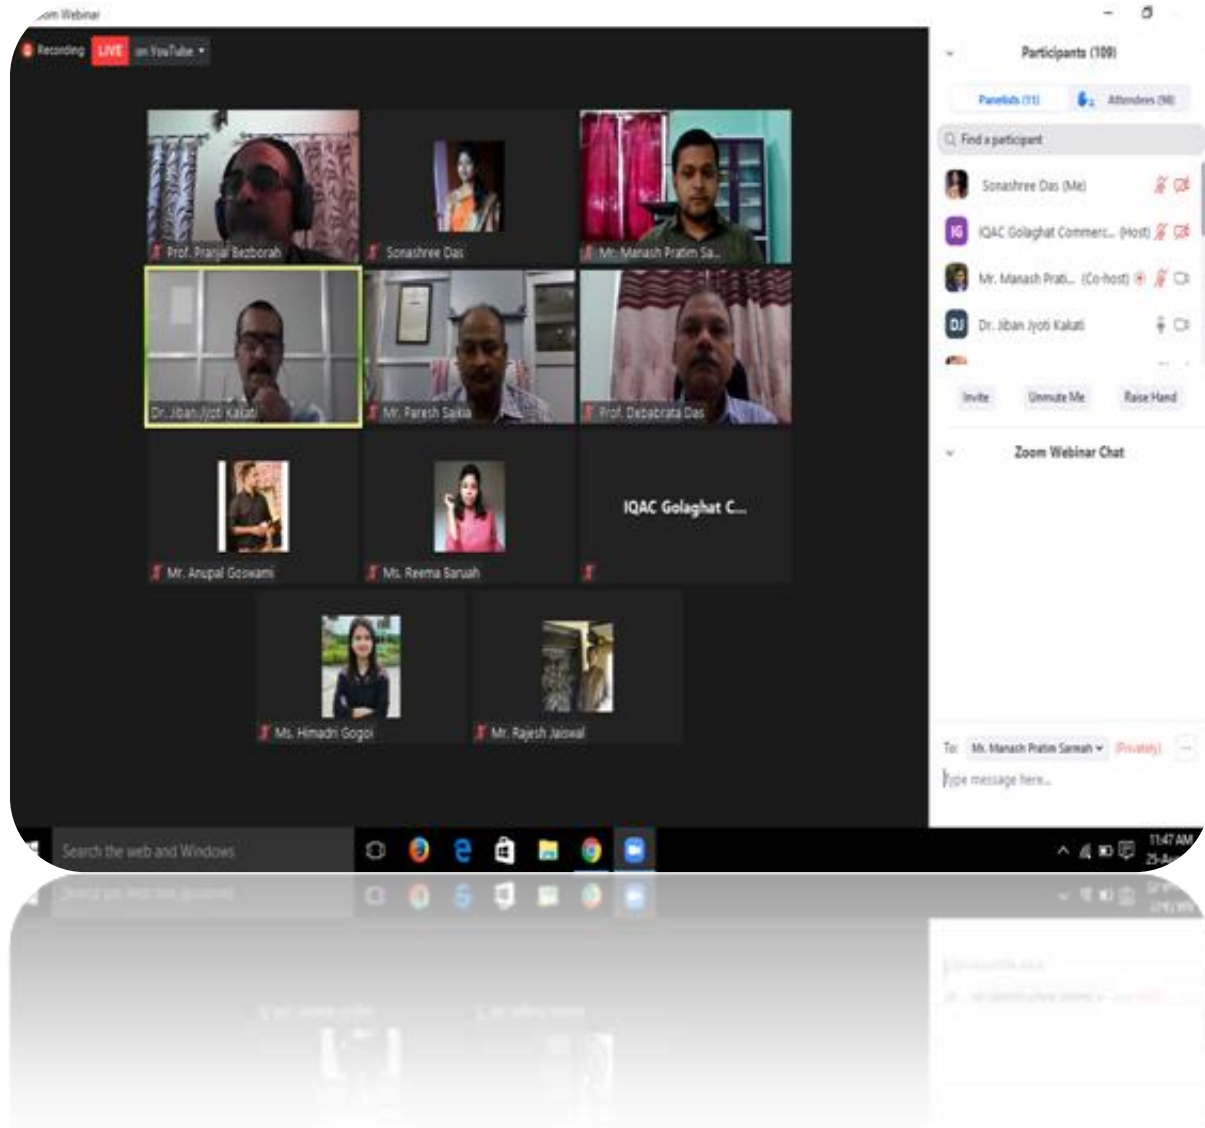 om Webinar
Recording LIVE on YouTube
Prof. Pranjal Bezborah
Sonashree Das
Mr. Manash Pratim Sa...
Dr. Jiban Jyoti Kakati
Mr. Paresh Saikia
Prof. Debabrata Das
Mr. Anupal Goswami
Ms. Reema Baruah
IQAC Golaghat C...
Ms. Himadri Gogoi
Mr. Rajesh Jaiswal
Participants (109)
Panelists (11) Attendees (98)
Find a participant
Sonashree Das (Me)
IG IQAC Golaghat Commerc... (Host)
Mr. Manash Prati... (Co-host)
DJ Dr. Jiban Jyoti Kakati
Invite Unmute Me Raise Hand
Zoom Webinar Chat
To: Mr. Manash Pratim Sarmah (Privately)
Type message here...
Search the web and Windows
11:47 AM